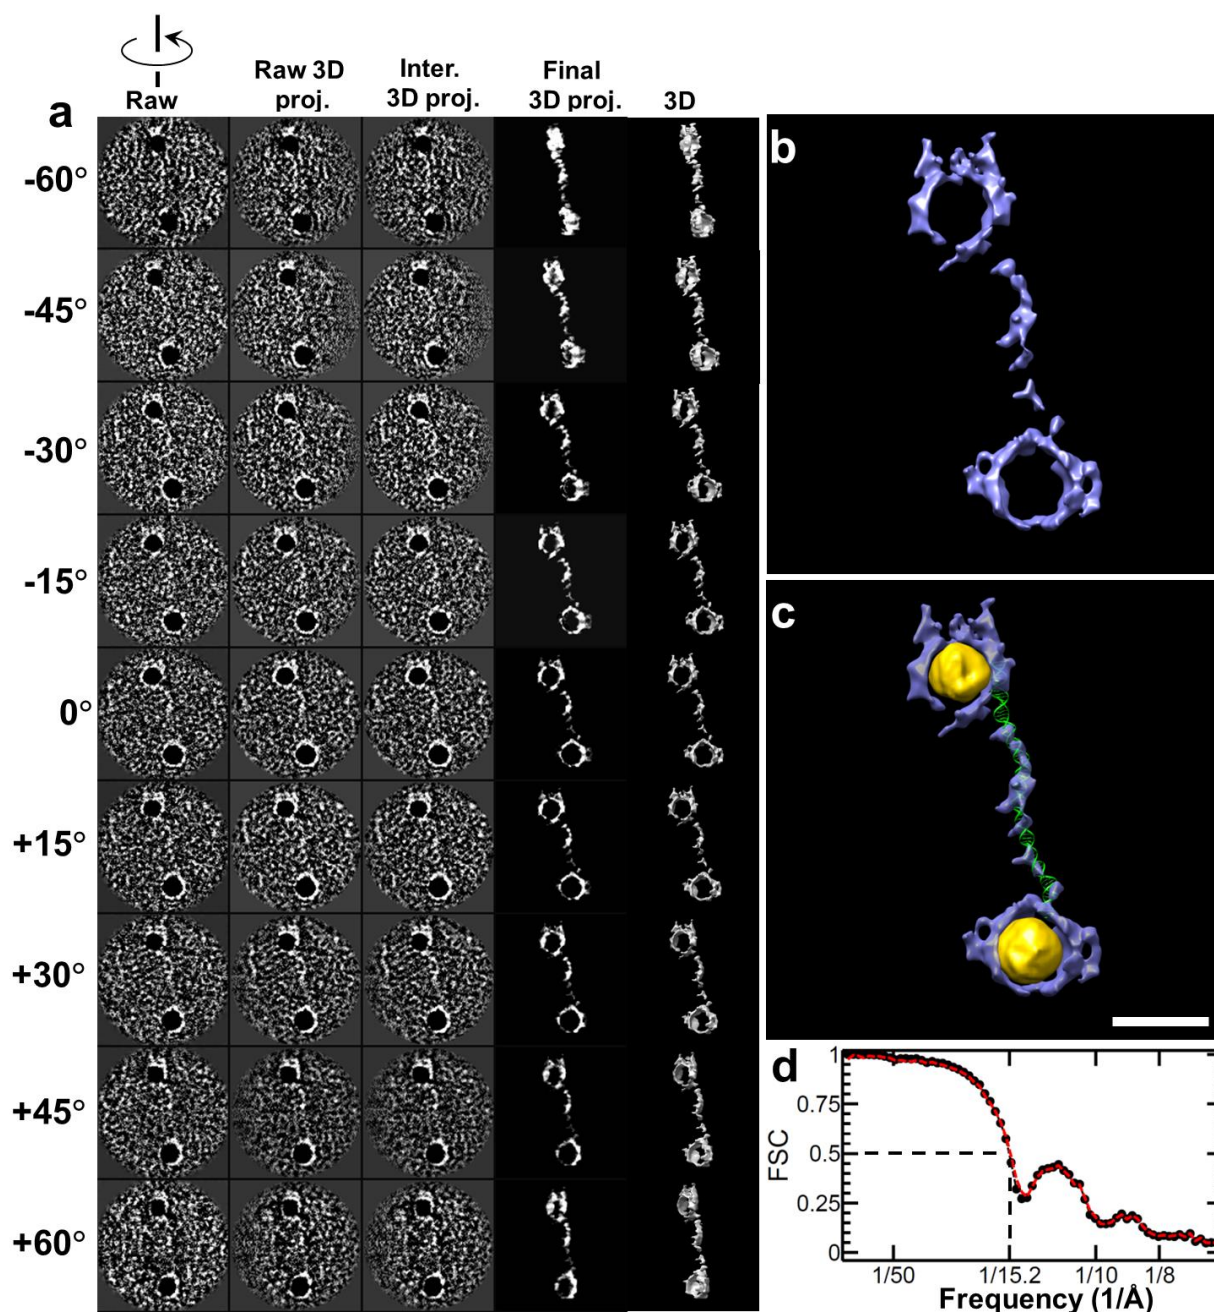 a
Raw
Raw 3D
proj.
Inter.
3D proj.
Final
3D proj.
3D
-60°
-45°
-30°
-15°
0°
+15°
+30°
+45°
+60°
b
c
d
1
0.75
0.5
0.25
0
FSC
1/50
1/15.2
1/10
1/8
Frequency (1/Å)